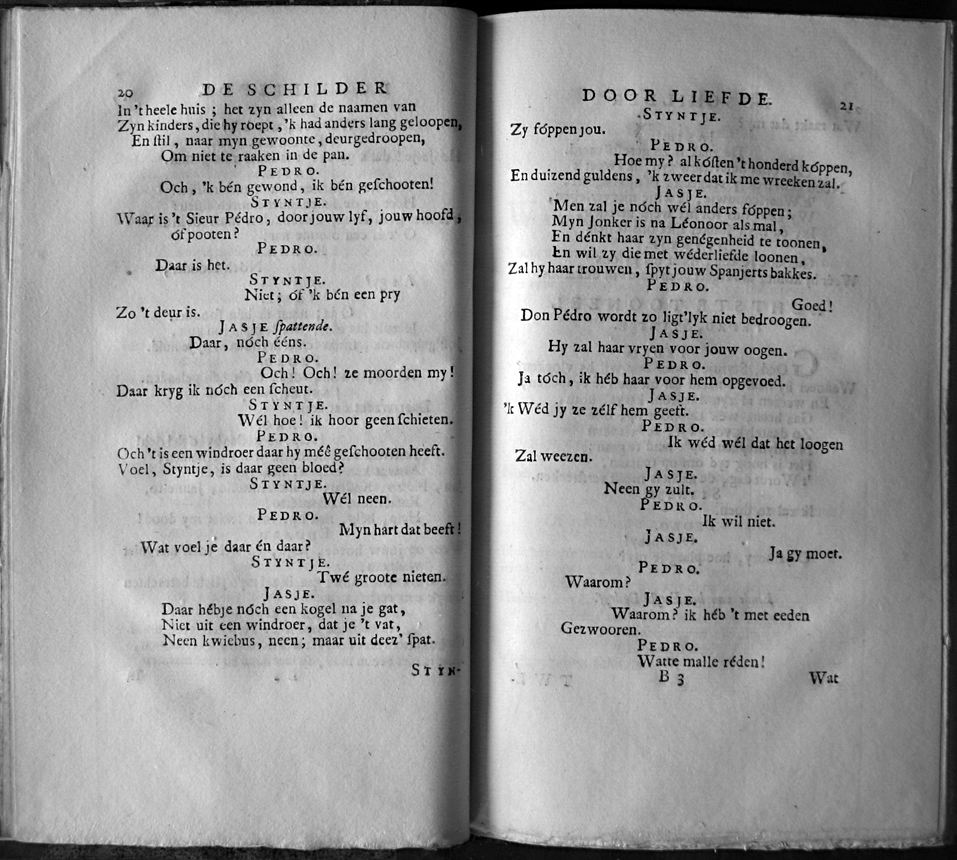 20 DE SCHILDER
In 't heele huis ; het zyn alleen de naamen van
Zyn kinders, die hy roept, 'k had anders lang geloopen,
En ſtil, naar myn gewoonte, deurgedroopen,
Om niet te raaken in de pan.
PEDRO.
Och, 'k bén gewond, ik bén geſchooten!
STYNTJE.
Waar is 't Sieur Pédro, door jouw lyf, jouw hoofd,
óf pooten?
PEDRO.
Daar is het.
STYNTJE.
Niet; óf 'k bén een pry
Zo 't deur is.
JASJE ſpattende.
Daar, nóch ééns.
PEDRO.
Och! Och! ze moorden my!
Daar kryg ik nóch een ſcheut.
STYNTJE.
Wél hoe! ik hoor geen ſchieten.
PEDRO.
Och 't is een windroer daar hy méê geſchooten heeft.
Voel, Styntje, is daar geen bloed?
STYNTJE.
Wél neen.
PEDRO.
Myn hart dat beeft!
Wat voel je daar én daar?
STYNTJE.
Twé groote nieten.
JASJE.
Daar hébje nóch een kogel na je gat,
Niet uit een windroer, dat je 't vat,
Neen kwiebus, neen; maar uit deez' ſpat.
STYN-
DOOR LIEFDE. 21
STYNTJE.
Zy fóppen jou.
PEDRO.
Hoe my? al kóſten 't honderd kóppen,
En duizend guldens, 'k zweer dat ik me wreeken zal.
JASJE.
Men zal je nóch wél anders fóppen;
Myn Jonker is na Léonoor als mal,
En dénkt haar zyn genégenheid te toonen,
En wil zy die met wéderliefde loonen,
Zal hy haar trouwen, ſpyt jouw Spanjerts bakkes.
PEDRO.
Goed!
Don Pédro wordt zo ligt'lyk niet bedroogen.
JASJE.
Hy zal haar vryen voor jouw oogen.
PEDRO.
Ja tóch, ik héb haar voor hem opgevoed.
JASJE.
'k Wéd jy ze zélf hem geeft.
PEDRO.
Ik wéd wél dat het loogen
Zal weezen.
JASJE.
Neen gy zult.
PEDRO.
Ik wil niet.
JASJE.
Ja gy moet.
PEDRO.
Waarom?
JASJE.
Waarom? ik héb 't met eeden
Gezwooren.
PEDRO.
Watte malle réden!
B 3 Wat